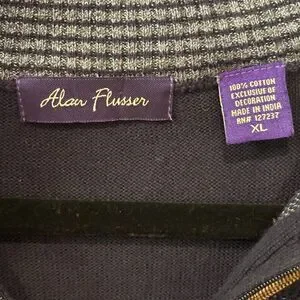 Alan Flusser
100% COTTON
EXCLUSIVE OF
DECORATION
MADE IN INDIA
RN# 127237
XL